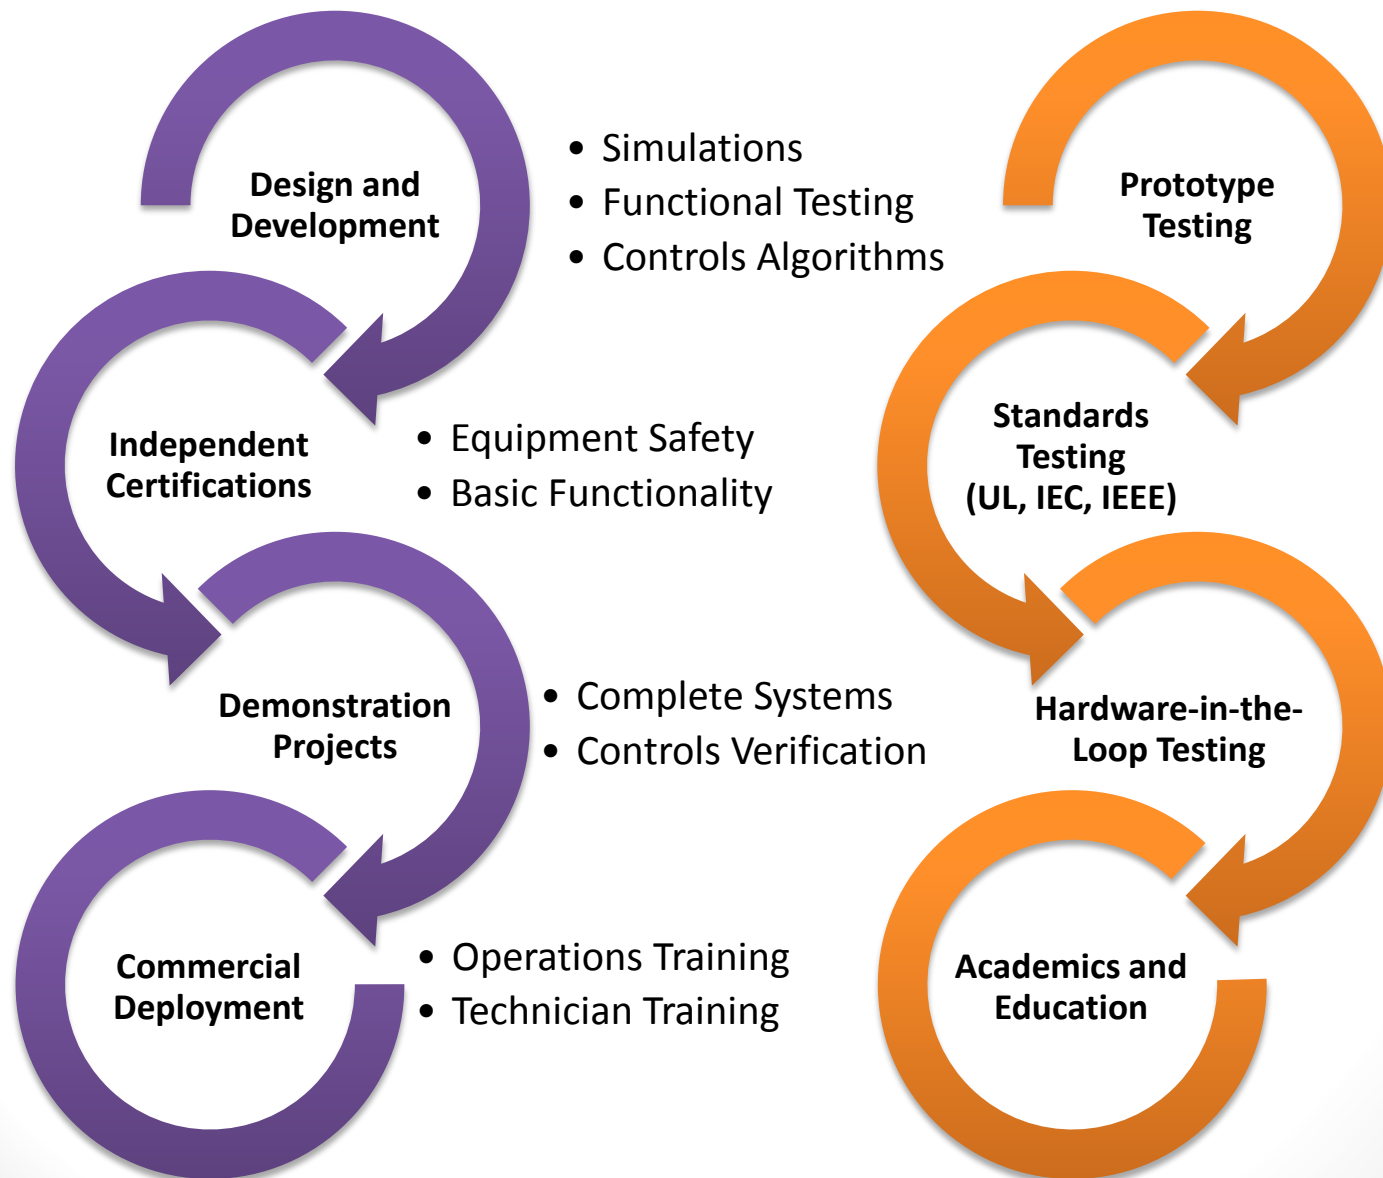 Design and
Development
• Simulations
• Functional Testing
• Controls Algorithms
Prototype
Testing
Independent
Certifications
• Equipment Safety
• Basic Functionality
Standards
Testing
(UL, IEC, IEEE)
Demonstration
Projects
• Complete Systems
• Controls Verification
Hardware-in-the-
Loop Testing
Commercial
Deployment
• Operations Training
• Technician Training
Academics and
Education